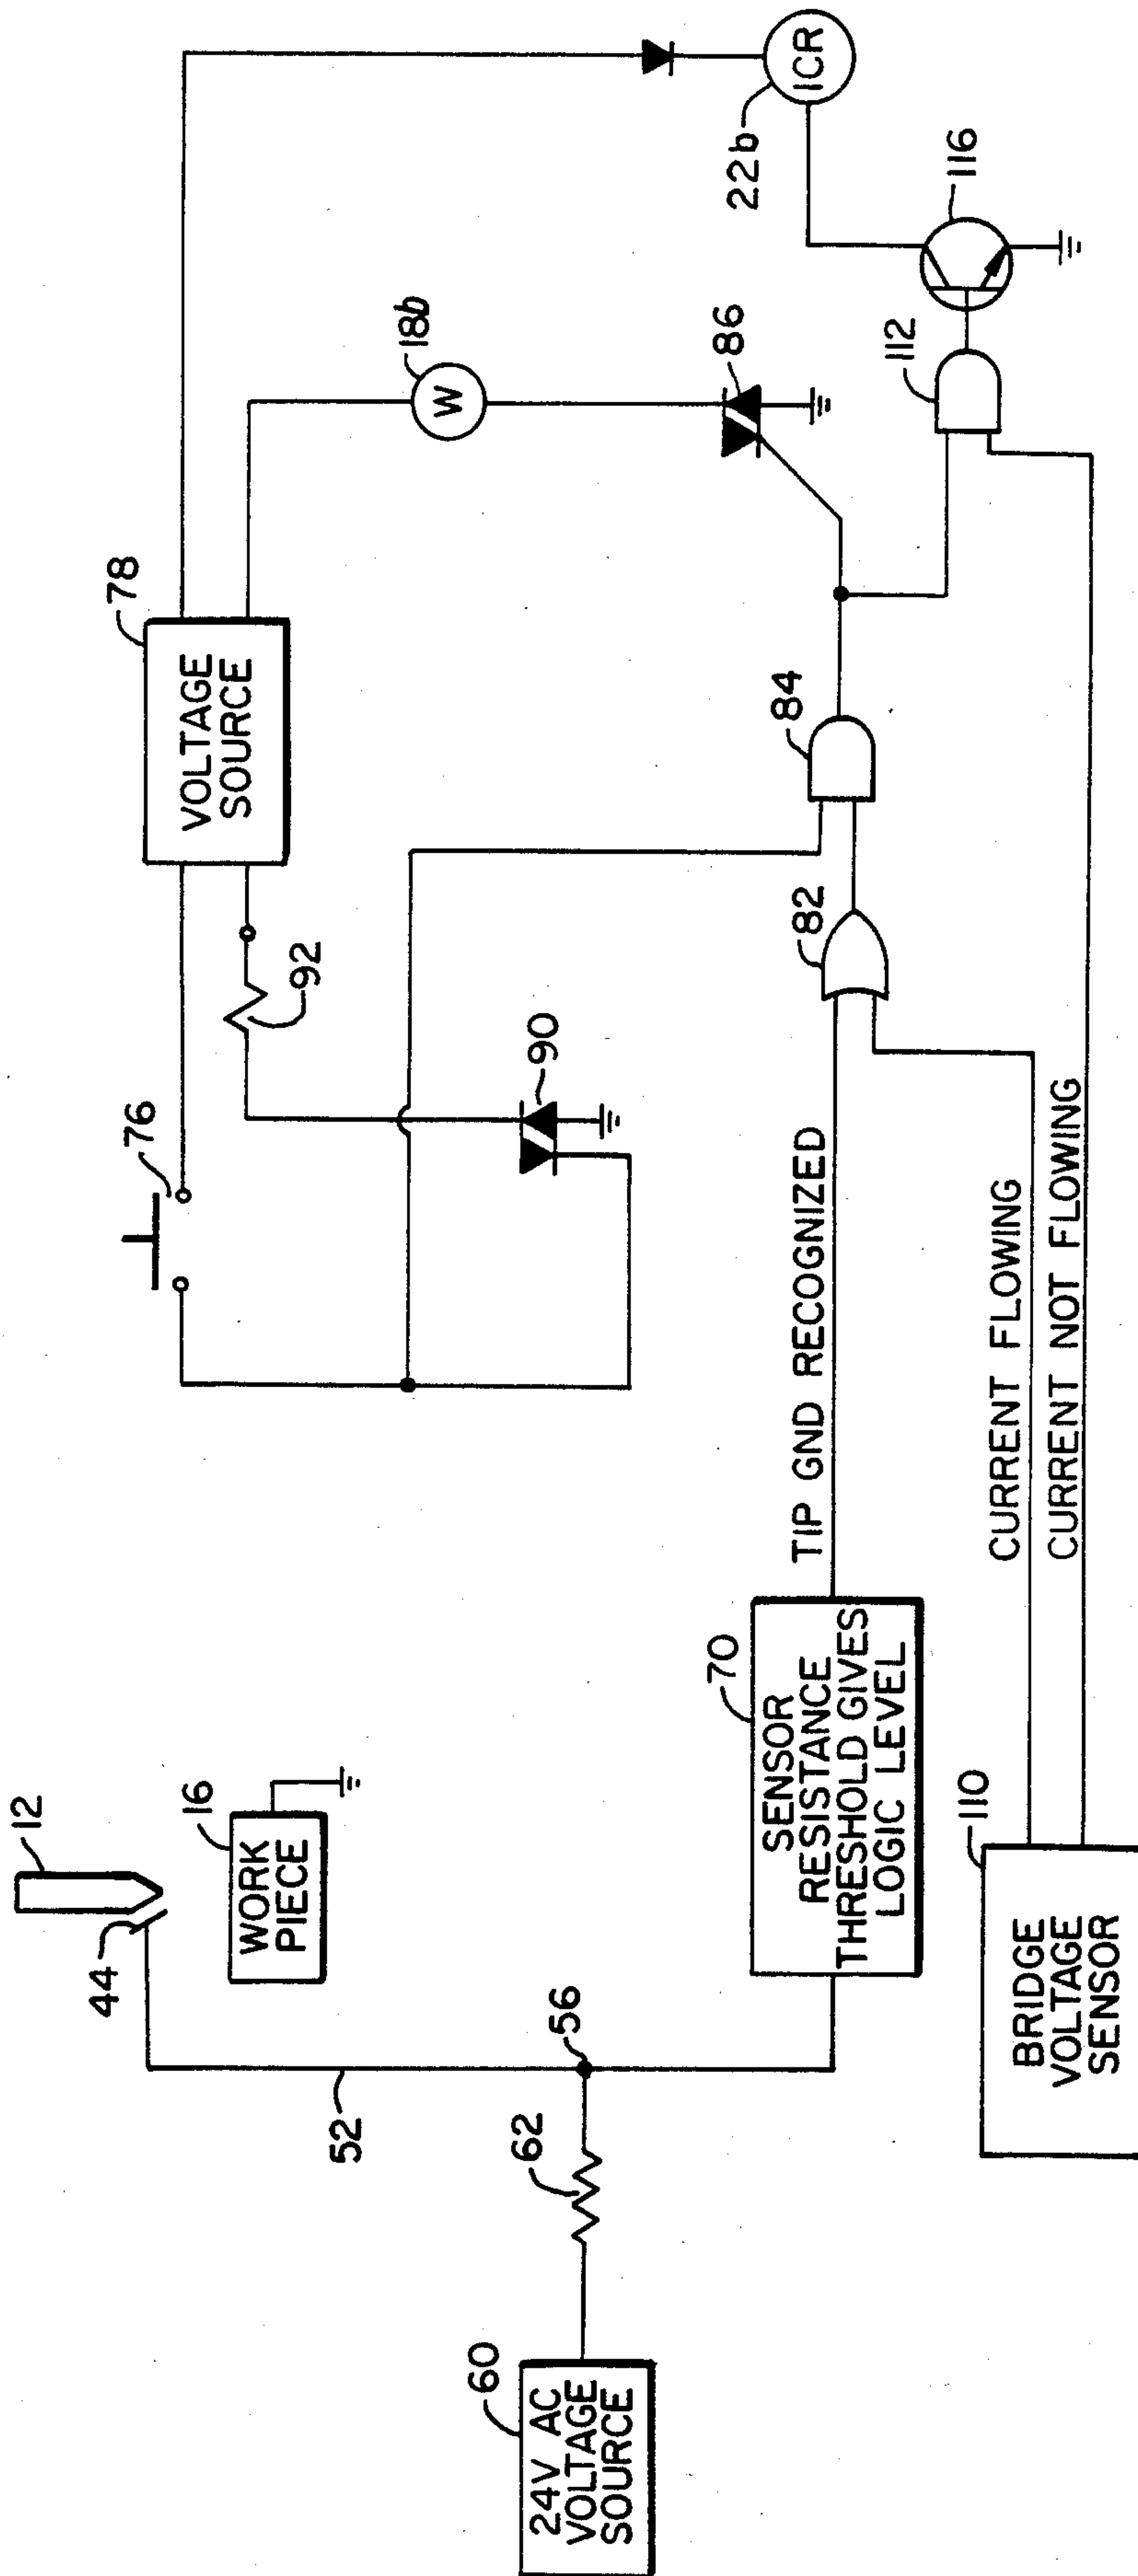 12
44
16
WORK
PIECE
52
56
62
60
24V AC
VOLTAGE
SOURCE
70
SENSOR
RESISTANCE
THRESHOLD GIVES
LOGIC LEVEL
110
BRIDGE
VOLTAGE
SENSOR
TIP GND RECOGNIZED
CURRENT FLOWING
CURRENT NOT FLOWING
76
92
90
78
VOLTAGE
SOURCE
82
84
18b
W
86
112
116
22b
1CR